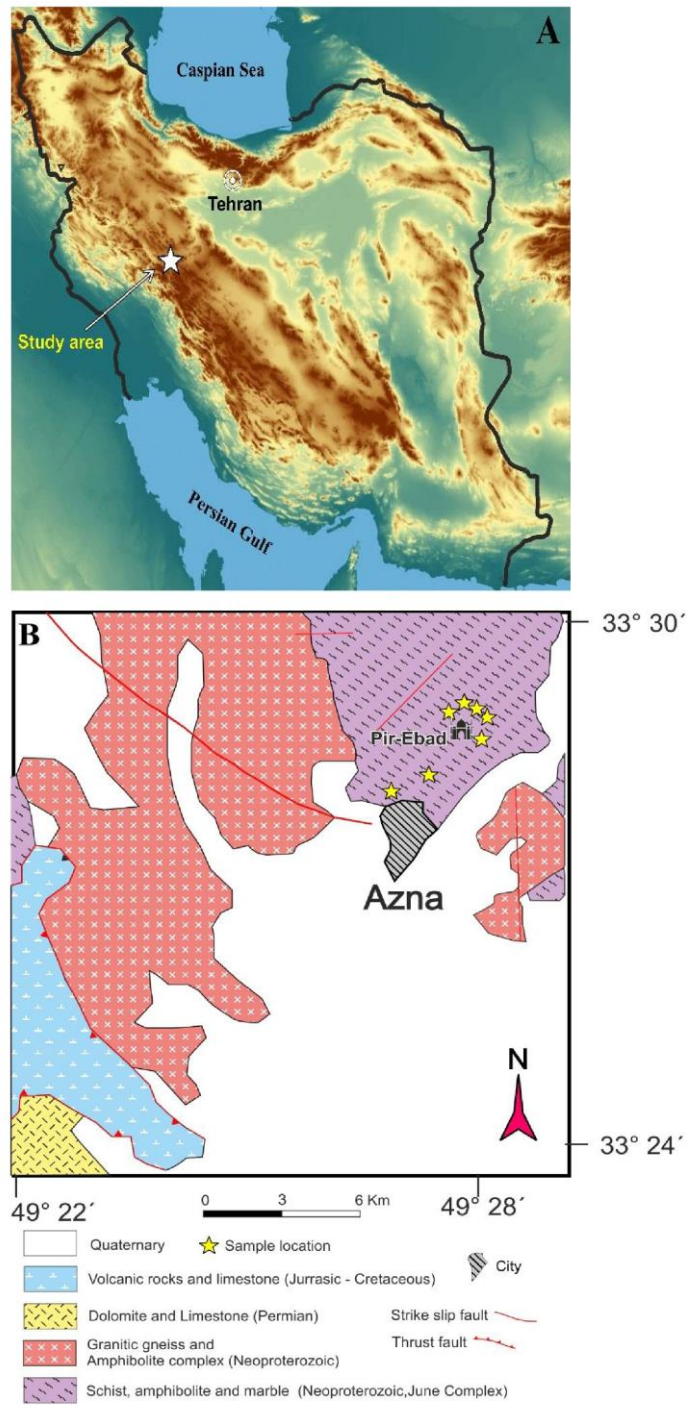 A
Caspian Sea
Tehran
Study area
Persian Gulf
B
33° 30´
Pir-Ebad
Azna
N
33° 24´
49° 22´
0 3 6 Km
49° 28´
Quaternary
Sample location
City
Volcanic rocks and limestone (Jurrasic - Cretaceous)
Dolomite and Limestone (Permian)
Strike slip fault
Granitic gneiss and
Amphibolite complex (Neoproterozoic)
Thrust fault
Schist, amphibolite and marble (Neoproterozoic,June Complex)